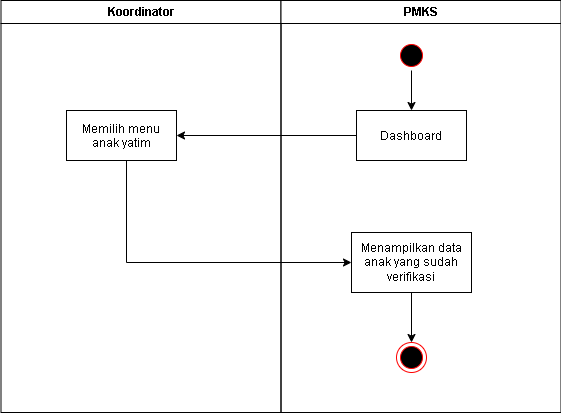 Koordinator
PMKS
Memilih menu
anak yatim
Dashboard
Menampilkan data
anak yang sudah
verifikasi